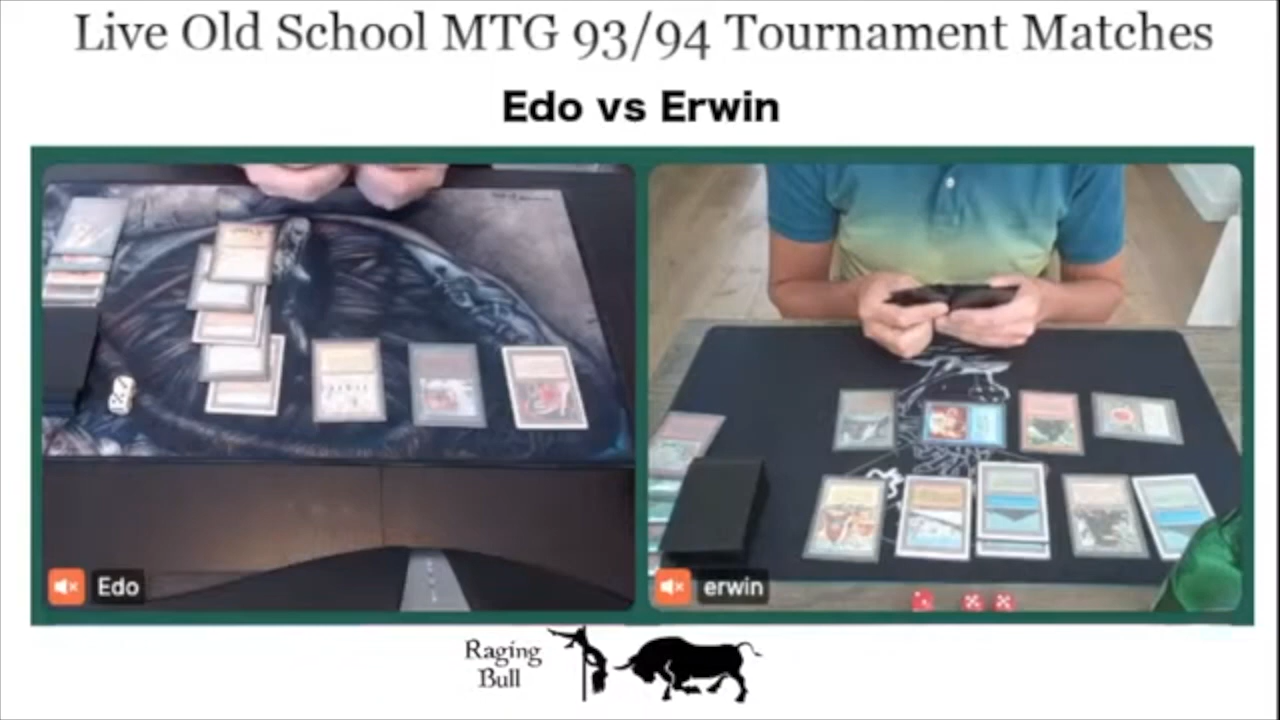 Live Old School MTG 93/94 Tournament Matches
Edo vs Erwin
Edo
erwin
Raging
Bull